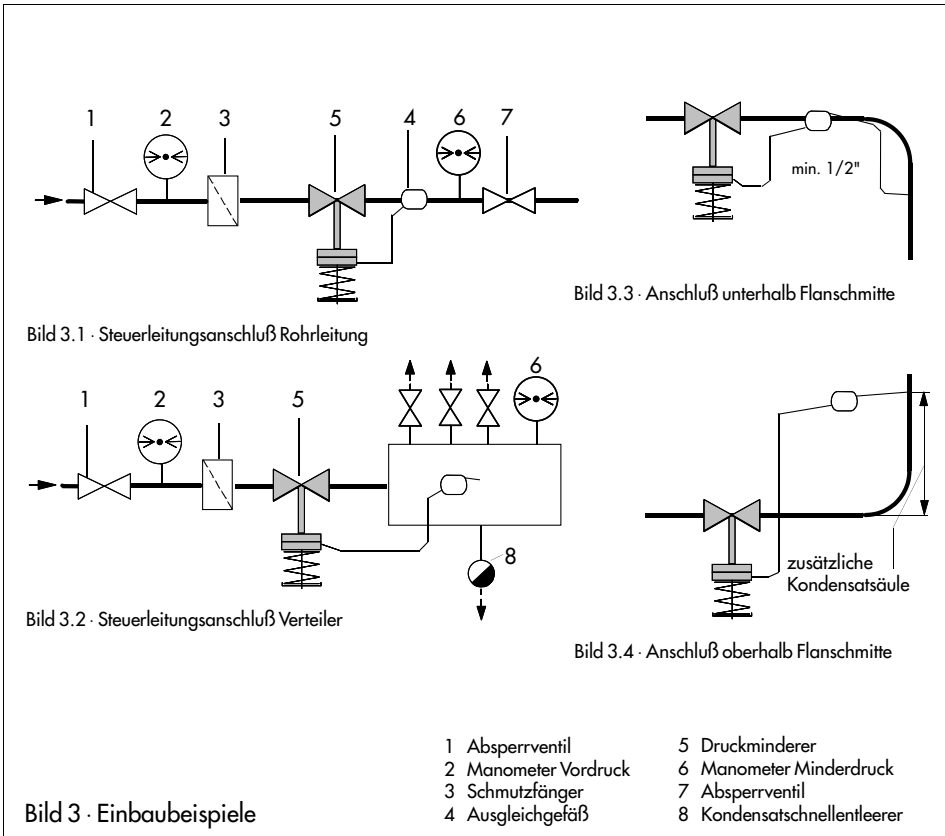 1 2 3 5 4 6 7
Bild 3.1 · Steuerleitungsanschluß Rohrleitung
min. 1/2"
Bild 3.3 · Anschluß unterhalb Flanschmitte
1 2 3 5 6
8
Bild 3.2 · Steuerleitungsanschluß Verteiler
zusätzliche
Kondensatsäule
Bild 3.4 · Anschluß oberhalb Flanschmitte
1 Absperrventil
2 Manometer Vordruck
3 Schmutzfänger
4 Ausgleichgefäß
5 Druckminderer
6 Manometer Minderdruck
7 Absperrventil
8 Kondensatschnellentleerer
Bild 3 · Einbaubeispiele